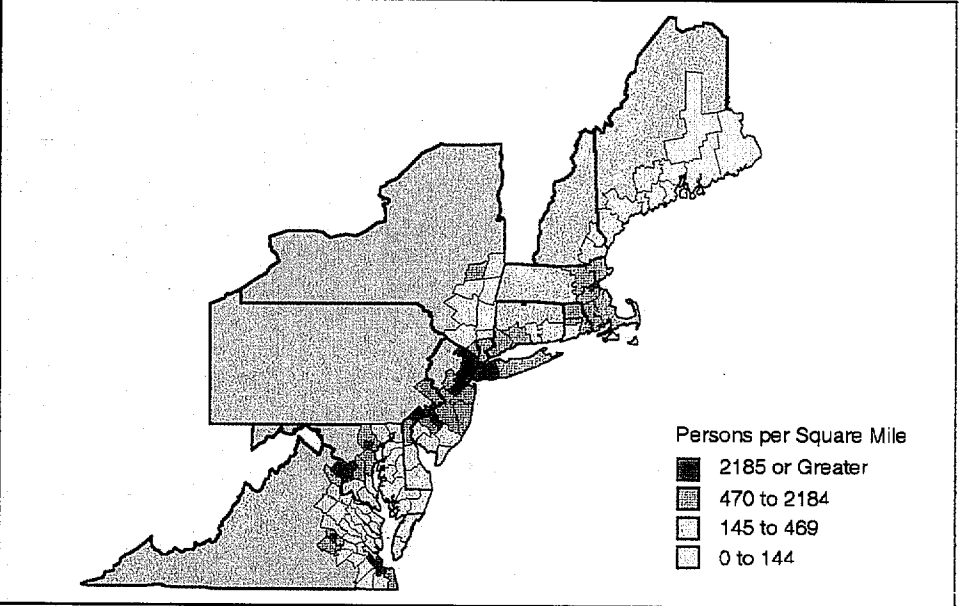 Persons per Square Mile
2185 or Greater
470 to 2184
145 to 469
0 to 144